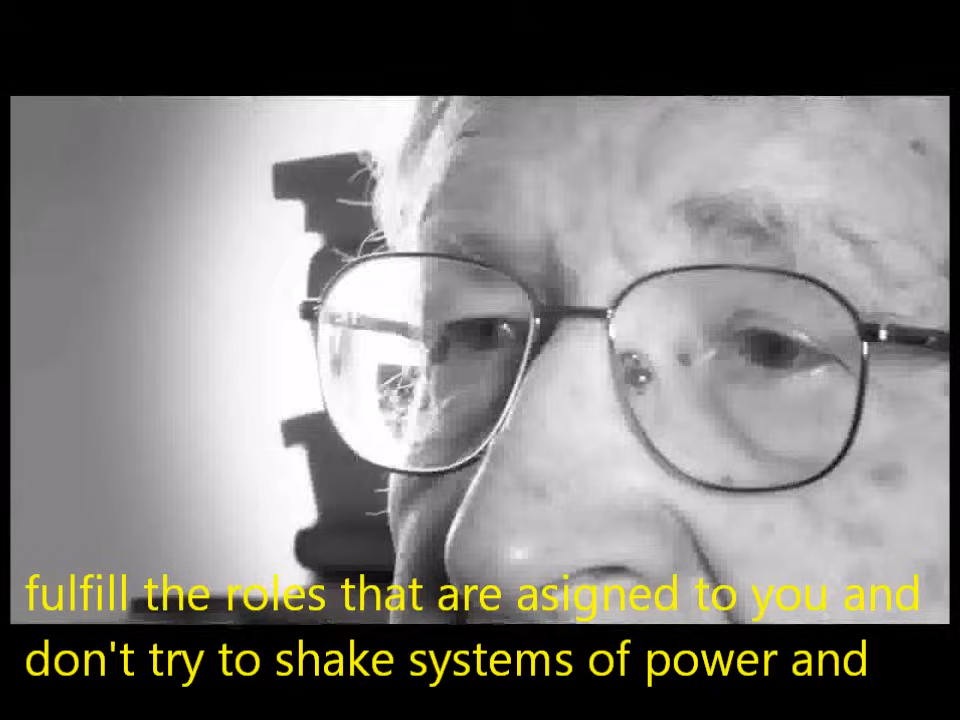 fulfill the roles that are asigned to you and
don't try to shake systems of power and